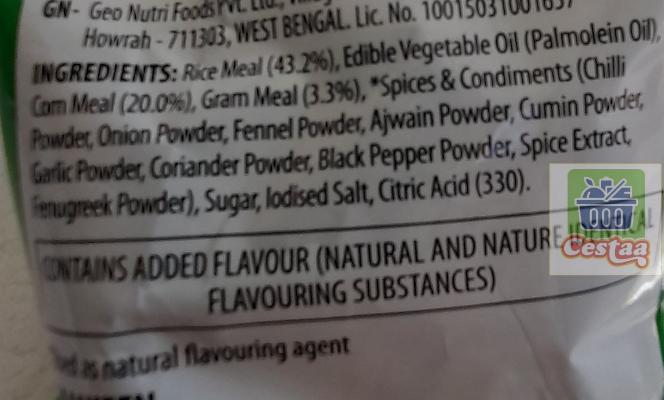 GN- Geo Nutri Foods PVT. Ltd.,
Howrah - 711303, WEST BENGAL. Lic. No. 10015031001657
INGREDIENTS: Rice Meal (43.2%), Edible Vegetable Oil (Palmolein Oil),
Corn Meal (20.0%), Gram Meal (3.3%), *Spices & Condiments (Chilli
Powder, Onion Powder, Fennel Powder, Ajwain Powder, Cumin Powder,
Garlic Powder, Coriander Powder, Black Pepper Powder, Spice Extract,
Fenugreek Powder), Sugar, Iodised Salt, Citric Acid (330).
CONTAINS ADDED FLAVOUR (NATURAL AND NATURE IDENTICAL
FLAVOURING SUBSTANCES)
as natural flavouring agent
Cestaa